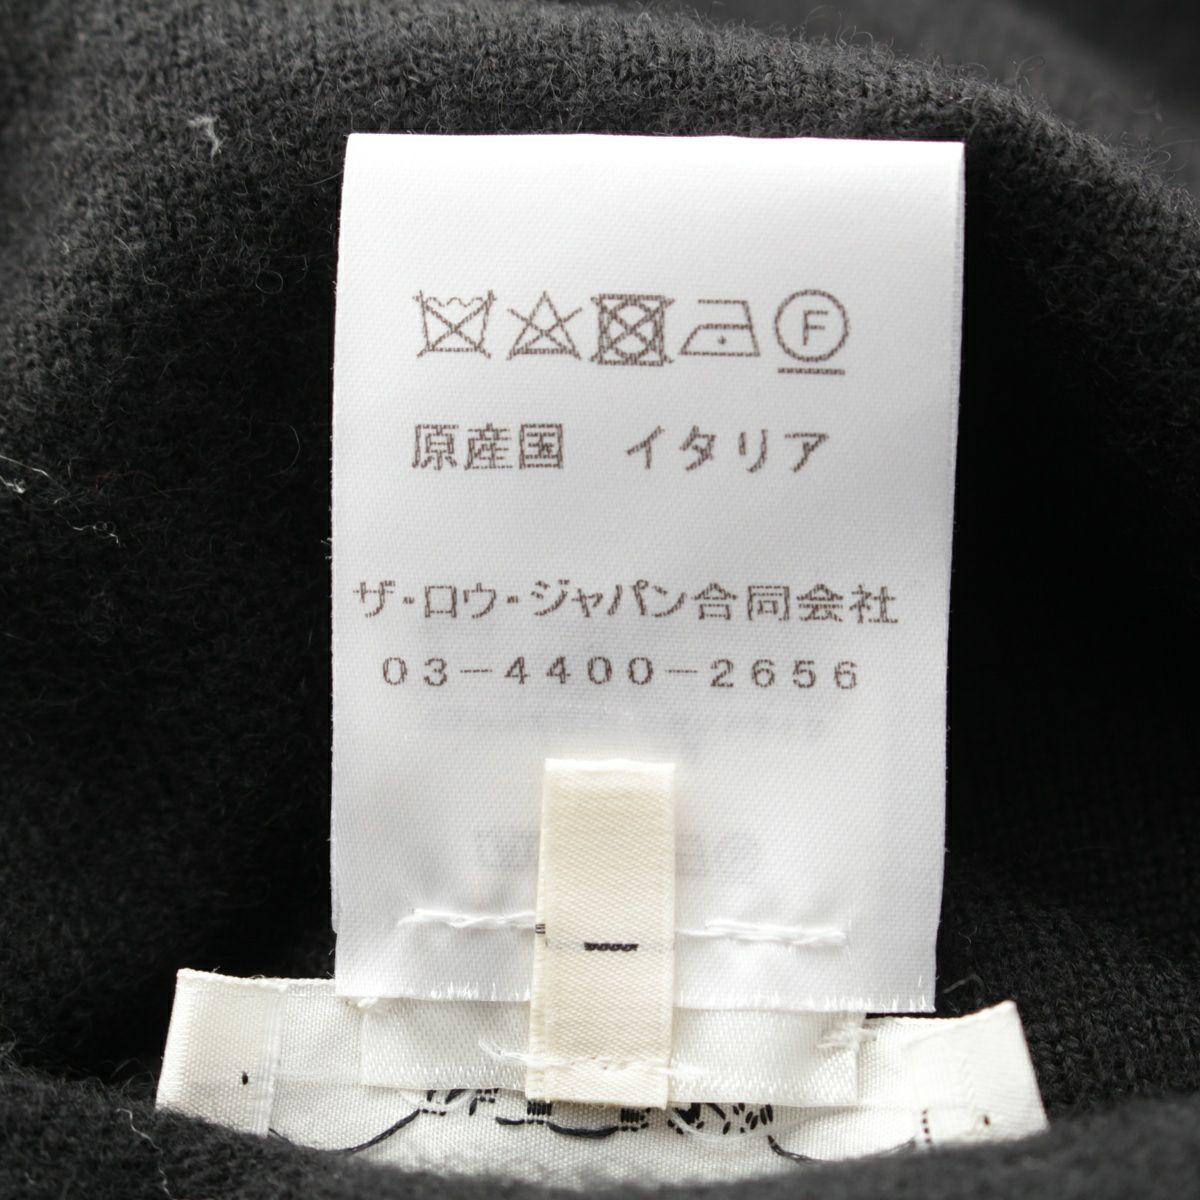 F
原産国 イタリア
ザ・ロウ・ジャパン合同会社
03-4400-2656